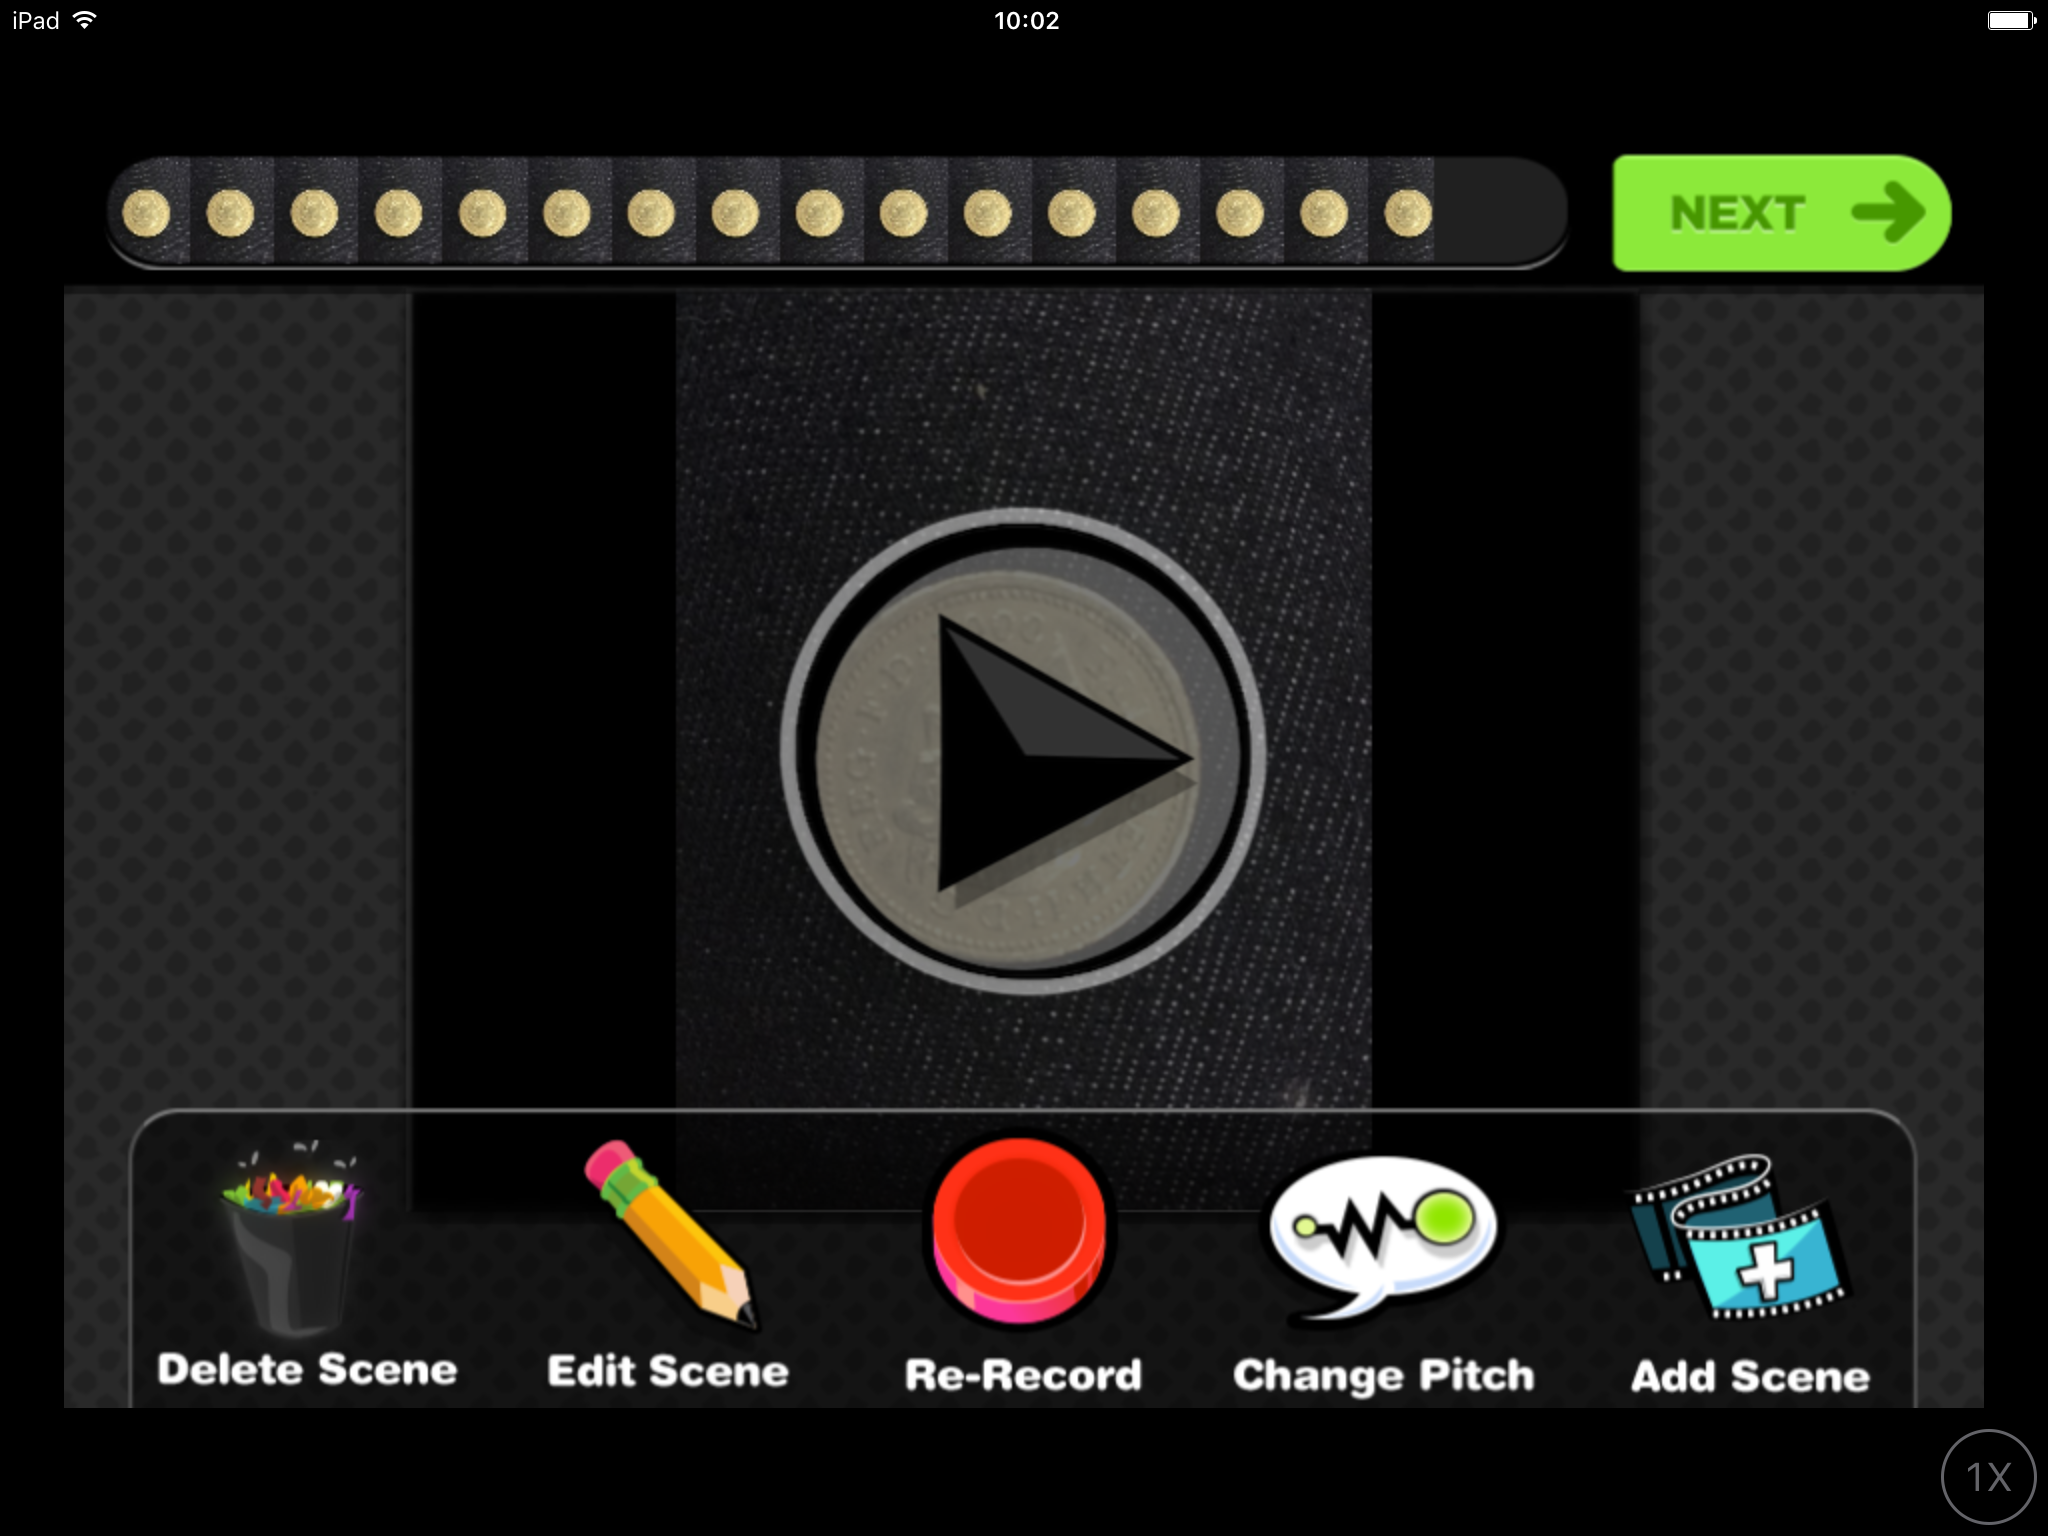 iPad 10:02
NEXT
Delete Scene Edit Scene Re-Record Change Pitch Add Scene
1X